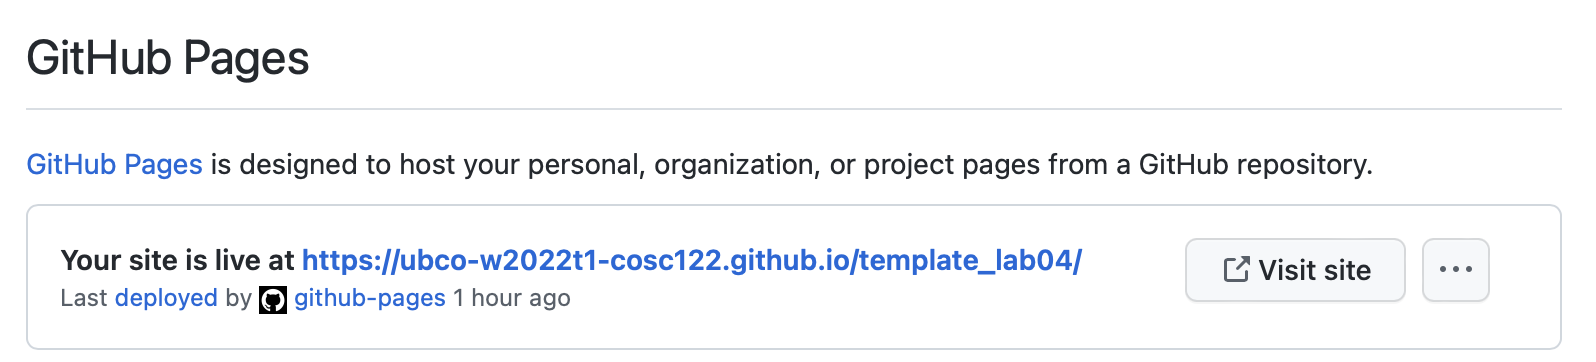 GitHub Pages
GitHub Pages is designed to host your personal, organization, or project pages from a GitHub repository.
Your site is live at https://ubco-w2022t1-cosc122.github.io/template_lab04/
Last deployed by github-pages 1 hour ago
Visit site